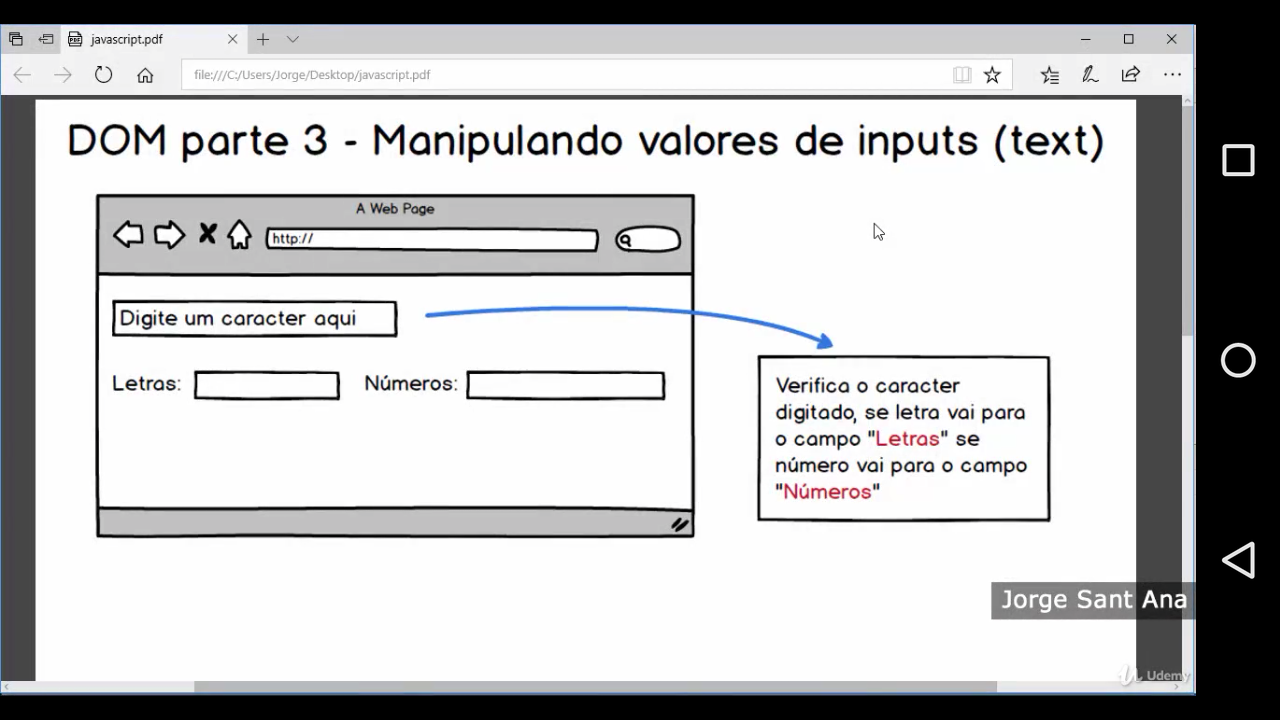 javascript.pdf
file:///C:/Users/Jorge/Desktop/javascript.pdf
DOM parte 3 - Manipulando valores de inputs (text)
A Web Page
http://
Digite um caracter aqui
Letras:
Números:
Verifica o caracter
digitado, se letra vai para
o campo "Letras" se
número vai para o campo
"Números"
Jorge Sant Ana
Udemy